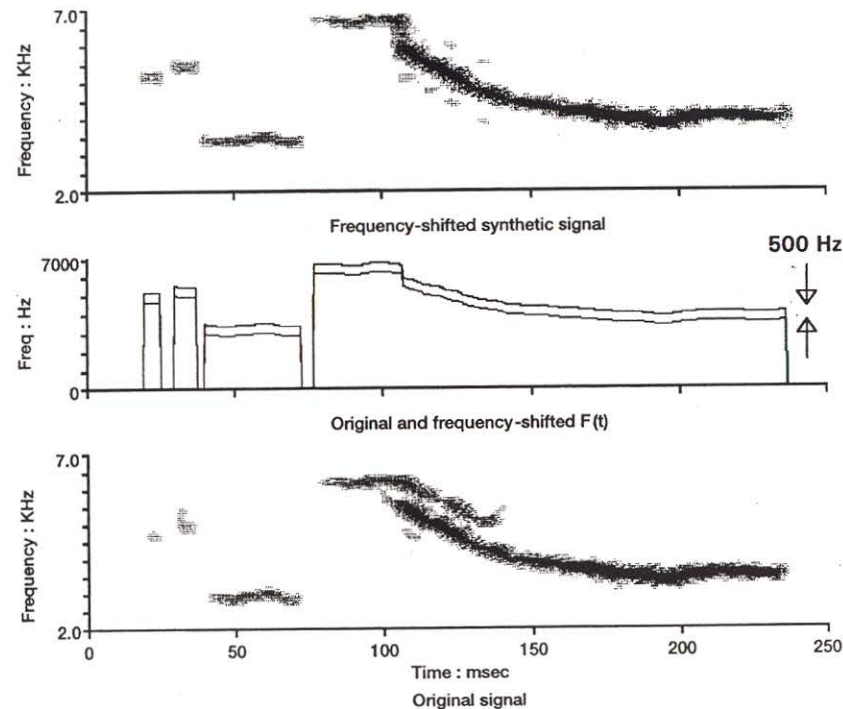 7.0
Frequency : KHz
2.0
Frequency-shifted synthetic signal
500 Hz
7000
Freq : Hz
0
Original and frequency-shifted F(t)
7.0
Frequency : KHz
2.0
0 50 100 150 200 250
Time : msec
Original signal